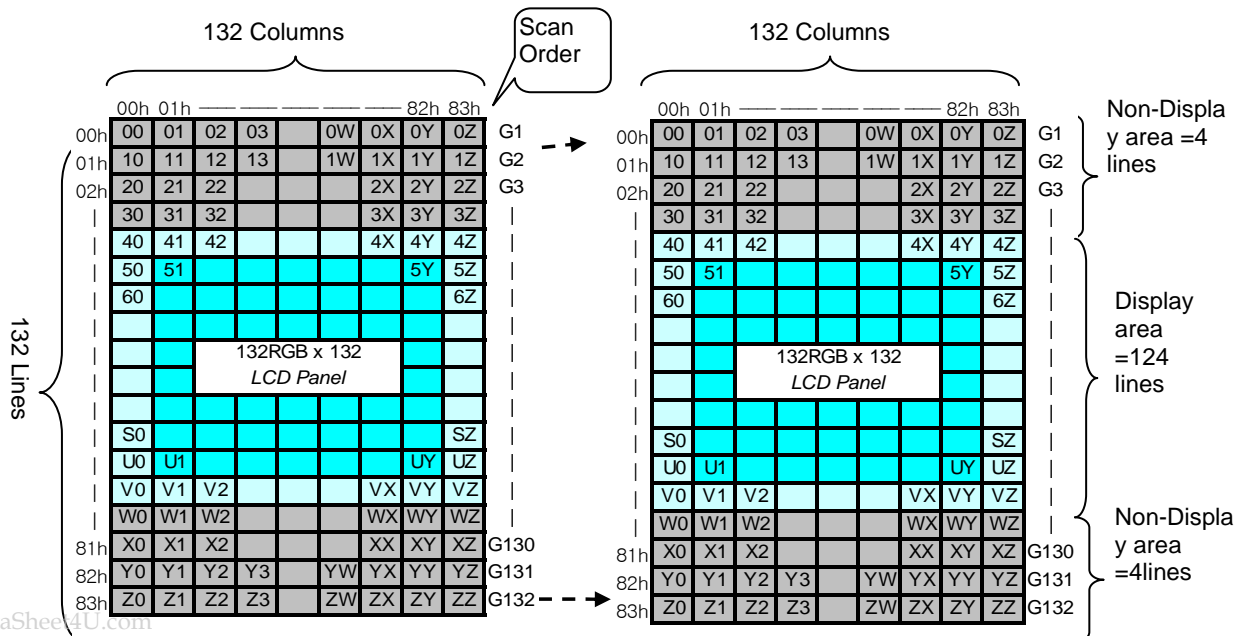 132 Columns
Scan
Order
132 Columns
00h 01h 82h 83h
00h 01h 82h 83h
00h 00 01 02 03 0W 0X 0Y 0Z G1
01h 10 11 12 13 1W 1X 1Y 1Z G2
02h 20 21 22 2X 2Y 2Z G3
30 31 32 3X 3Y 3Z
40 41 42 4X 4Y 4Z
50 51 5Y 5Z
60 6Z
132RGB x 132
LCD Panel
S0 SZ
U0 U1 UY UZ
V0 V1 V2 VX VY VZ
W0 W1 W2 WX WY WZ
81h X0 X1 X2 XX XY XZ G130
82h Y0 Y1 Y2 Y3 YW YX YY YZ G131
83h Z0 Z1 Z2 Z3 ZW ZX ZY ZZ G132
132 Lines
00h 00 01 02 03 0W 0X 0Y 0Z G1
01h 10 11 12 13 1W 1X 1Y 1Z G2
02h 20 21 22 2X 2Y 2Z G3
30 31 32 3X 3Y 3Z
40 41 42 4X 4Y 4Z
50 51 5Y 5Z
60 6Z
132RGB x 132
LCD Panel
S0 SZ
U0 U1 UY UZ
V0 V1 V2 VX VY VZ
W0 W1 W2 WX WY WZ
81h X0 X1 X2 XX XY XZ G130
82h Y0 Y1 Y2 Y3 YW YX YY YZ G131
83h Z0 Z1 Z2 Z3 ZW ZX ZY ZZ G132
Non-Displa
y area =4
lines
Display
area
=124
lines
Non-Displa
y area
=4lines
aSheet4U.com